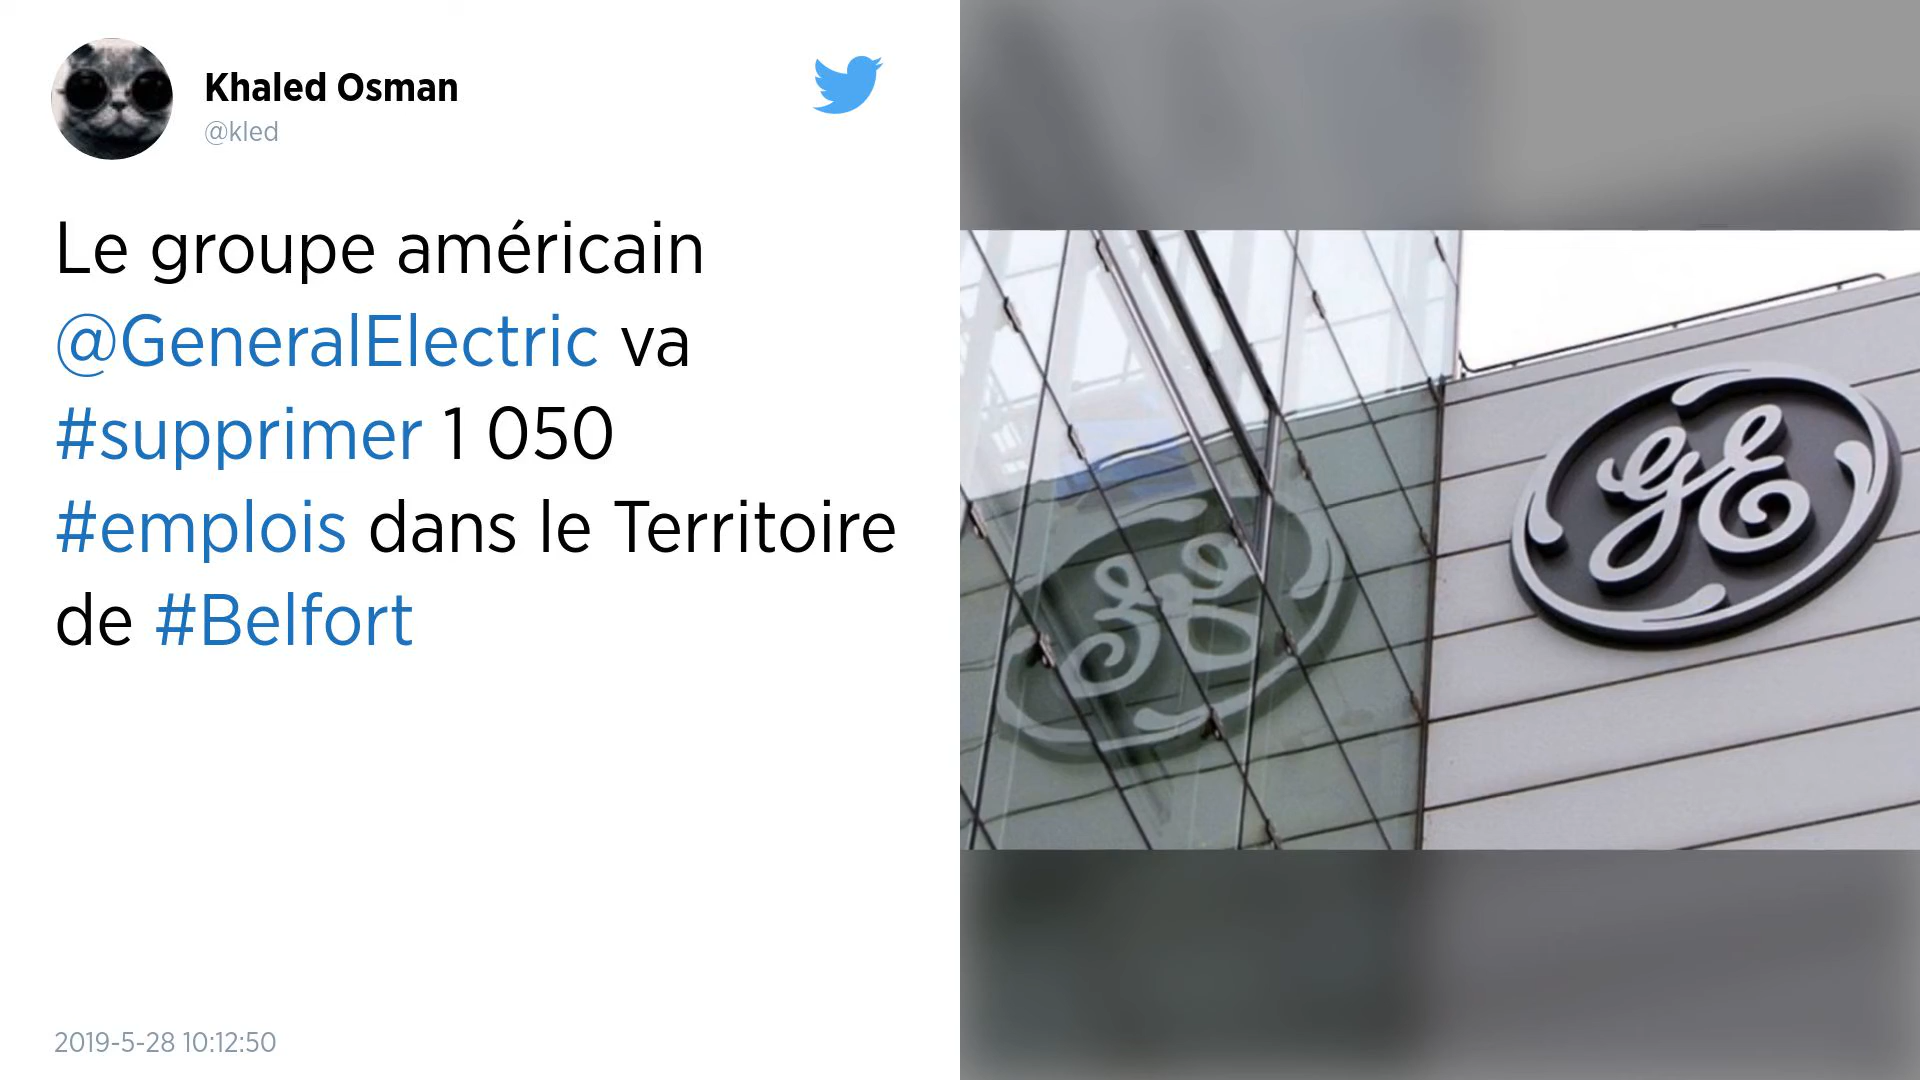 Khaled Osman
@kled
Le groupe américain
@GeneralElectric va
#supprimer 1 050
#emplois dans le Territoire
de #Belfort
2019-5-28 10:12:50
GE